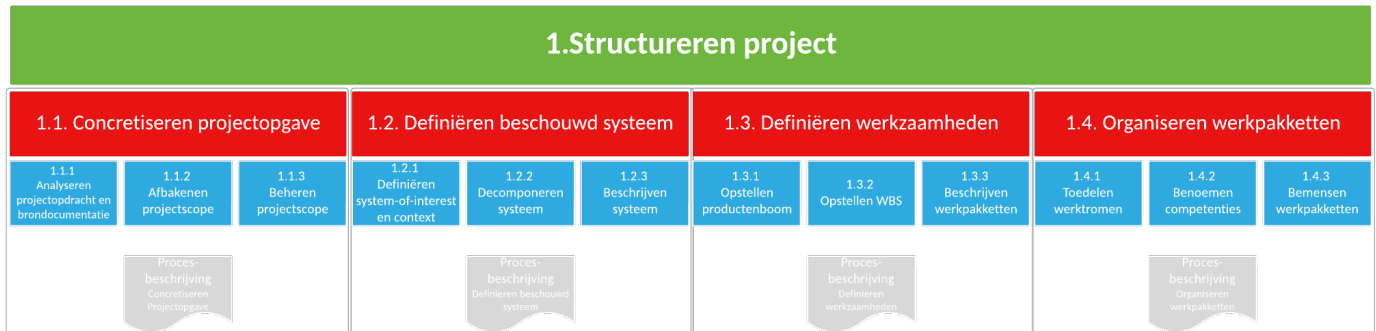 1.Structureren project
1.1. Concretiseren projectopgave
1.2. Definiëren beschouwd systeem
1.3. Definiëren werkzaamheden
1.4. Organiseren werkpakketten
1.1.1
Analyseren
projectopdracht en
brondocumentatie
1.1.2
Afbakenen
projectscope
1.1.3
Beheren
projectscope
1.2.1
Definiëren
system-of-interest
en context
1.2.2
Decomponeren
systeem
1.2.3
Beschrijven
systeem
1.3.1
Opstellen
productenboom
1.3.2
Opstellen WBS
1.3.3
Beschrijven
werkpakketten
1.4.1
Toedelen
werktromen
1.4.2
Benoemen
competenties
1.4.3
Bemensen
werkpakketten
Proces-
beschrijving
Concretiseren
Projectopgave
Proces-
beschrijving
Definieren beschouwd
systeem
Proces-
beschrijving
Definieren
werkzaamheden
Proces-
beschrijving
Organiseren
werkpakketten